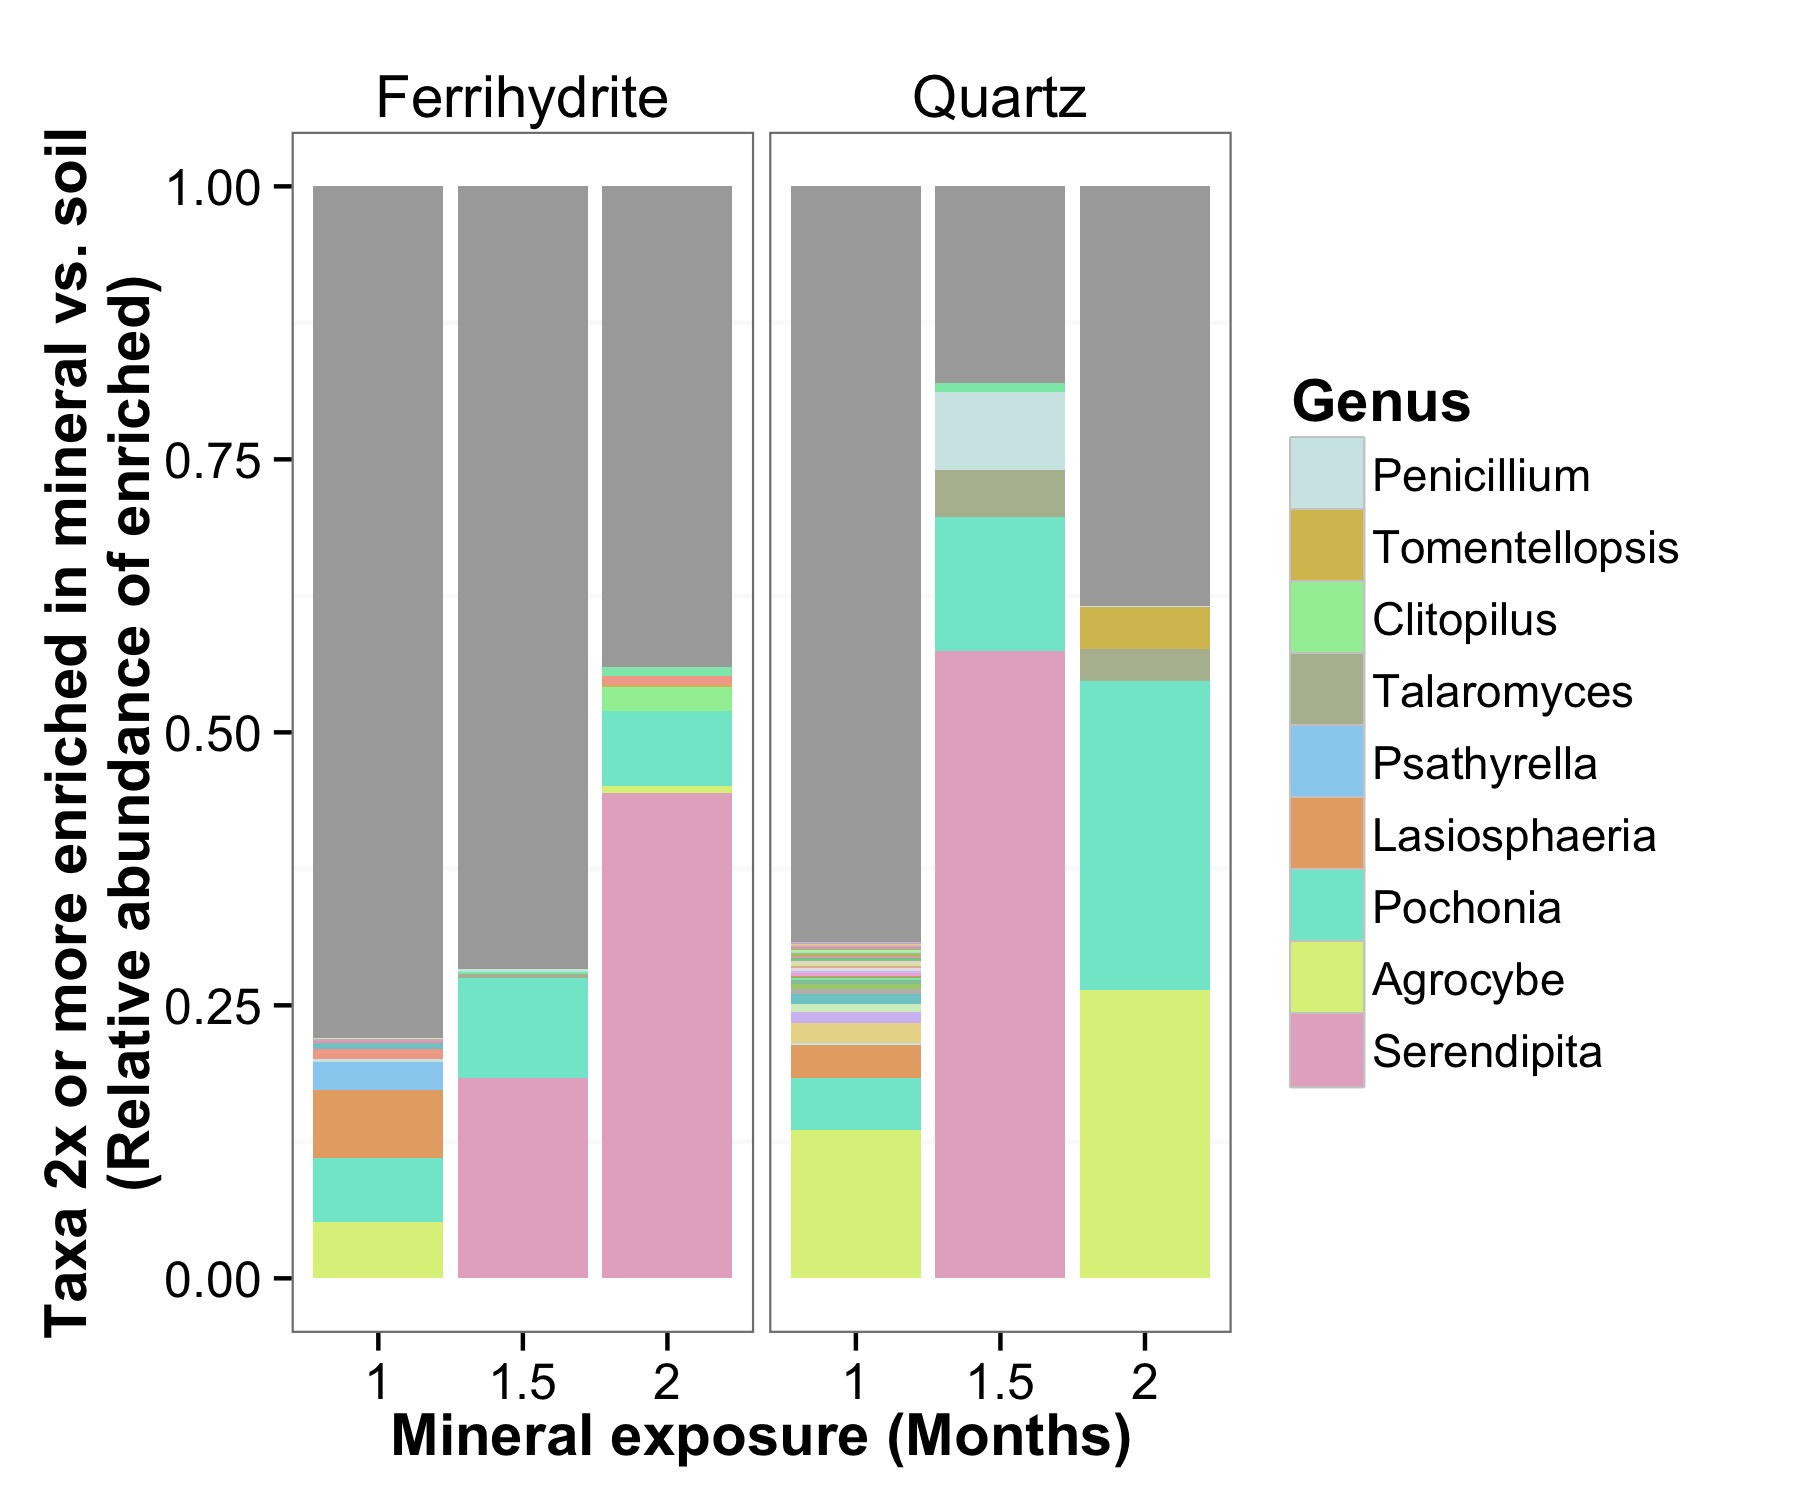 Ferrihydrite Quartz
Taxa 2x or more enriched in mineral vs. soil
(Relative abundance of enriched)
1.00
0.75
0.50
0.25
0.00
1 1.5 2 1 1.5 2
Mineral exposure (Months)
Genus
Penicillium
Tomentellopsis
Clitopilus
Talaromyces
Psathyrella
Lasiosphaeria
Pochonia
Agrocybe
Serendipita